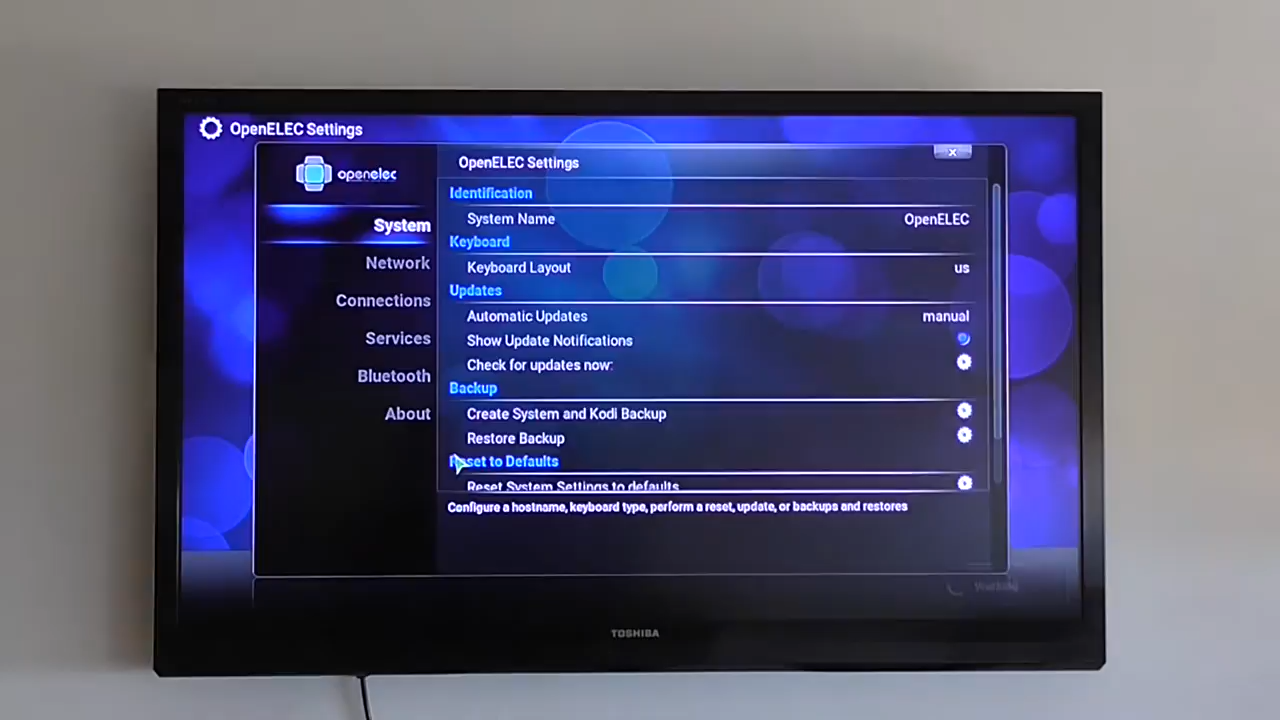 OpenELEC Settings
openelec
OpenELEC Settings
x
System
Network
Connections
Services
Bluetooth
About
Identification
System Name OpenELEC
Keyboard
Keyboard Layout us
Updates
Automatic Updates manual
Show Update Notifications
Check for updates now:
Backup
Create System and Kodi Backup
Restore Backup
Reset to Defaults
Reset System Settings to defaults
Configure a hostname, keyboard type, perform a reset, update, or backups and restores
TOSHIBA